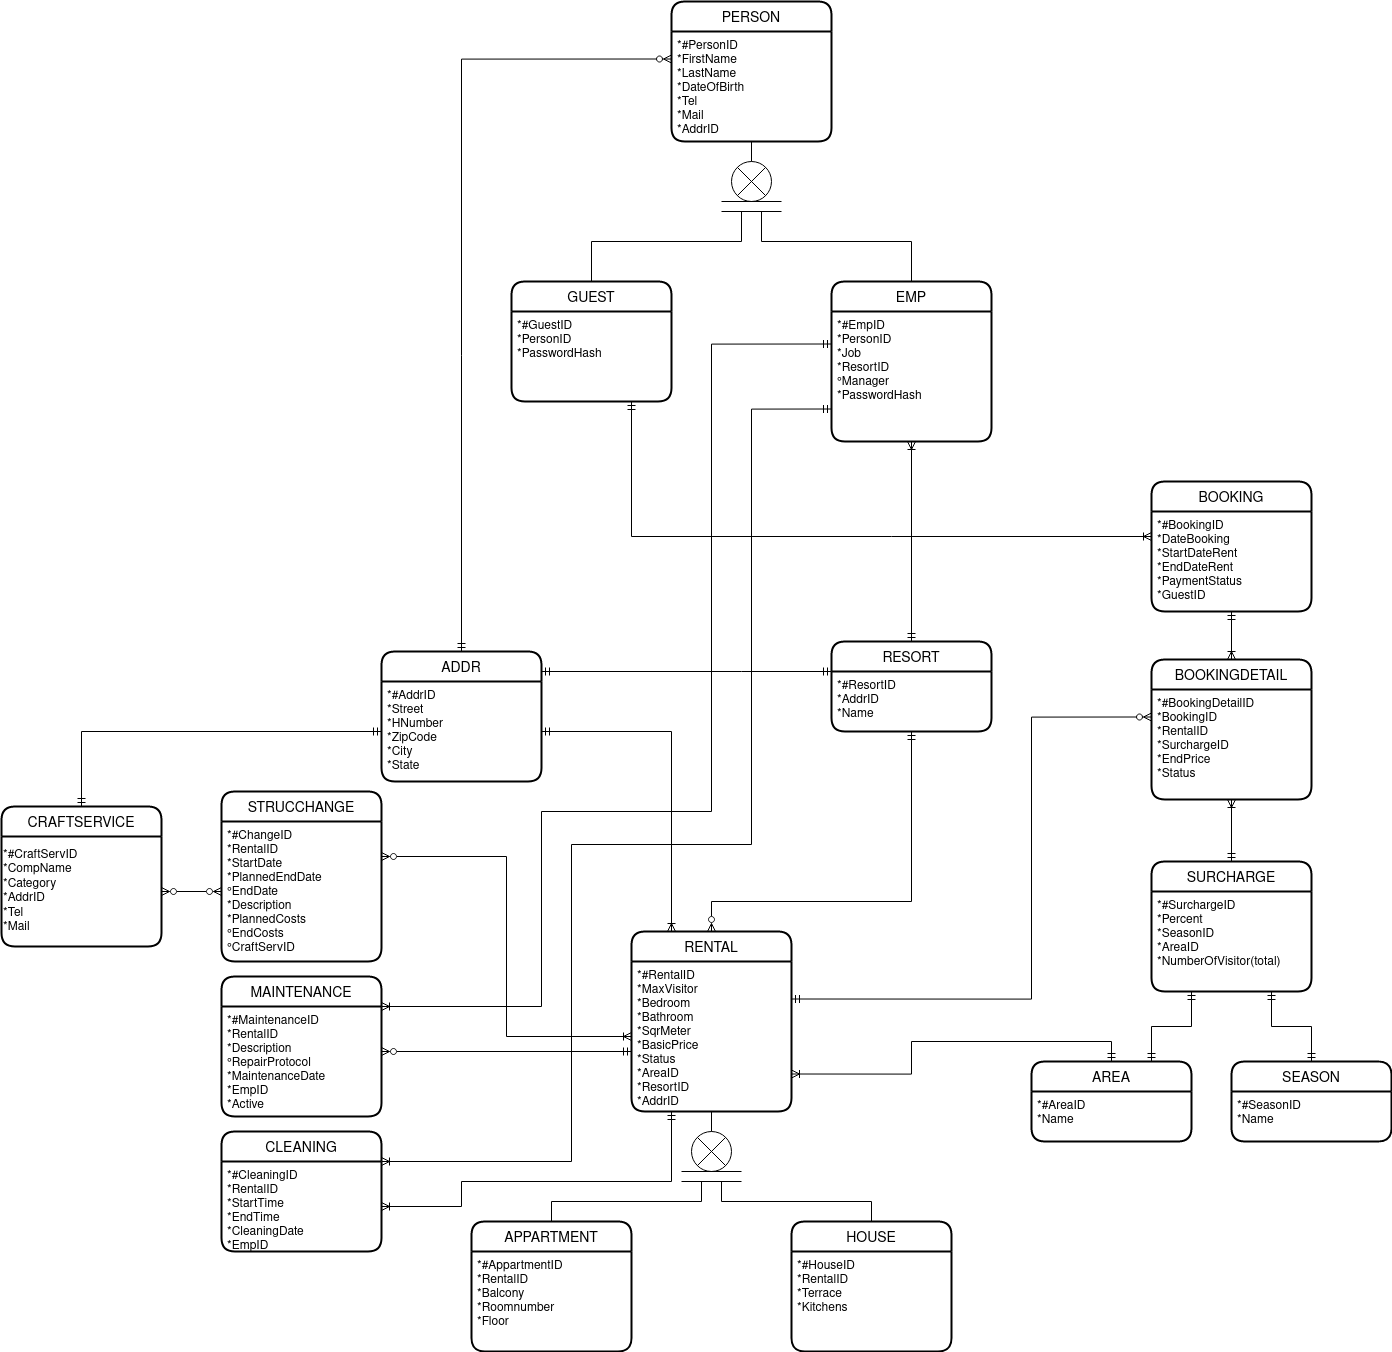 PERSON
*#PersonID
*FirstName
*LastName
*DateOfBirth
*Tel
*Mail
*AddrID
GUEST
*#GuestID
*PersonID
*PasswordHash
EMP
*#EmpID
*PersonID
*Job
*ResortID
ºManager
*PasswordHash
BOOKING
*#BookingID
*DateBooking
*StartDateRent
*EndDateRent
*PaymentStatus
*GuestID
ADDR
*#AddrID
*Street
*HNumber
*ZipCode
*City
*State
RESORT
*#ResortID
*AddrID
*Name
BOOKINGDETAIL
*#BookingDetailID
*BookingID
*RentalID
*SurchargeID
*EndPrice
*Status
CRAFTSERVICE
*#CraftServID
*CompName
*Category
*AddrID
*Tel
*Mail
STRUCCHANGE
*#ChangeID
*RentalID
*StartDate
*PlannedEndDate
ºEndDate
*Description
*PlannedCosts
ºEndCosts
ºCraftServID
SURCHARGE
*#SurchargeID
*Percent
*SeasonID
*AreaID
*NumberOfVisitor(total)
RENTAL
*#RentalID
*MaxVisitor
*Bedroom
*Bathroom
*SqrMeter
*BasicPrice
*Status
*AreaID
*ResortID
*AddrID
MAINTENANCE
*#MaintenanceID
*RentalID
*Description
ºRepairProtocol
*MaintenanceDate
*EmpID
*Active
AREA
*#AreaID
*Name
SEASON
*#SeasonID
*Name
CLEANING
*#CleaningID
*RentalID
*StartTime
*EndTime
*CleaningDate
*EmpID
APPARTMENT
*#AppartmentID
*RentalID
*Balcony
*Roomnumber
*Floor
HOUSE
*#HouseID
*RentalID
*Terrace
*Kitchens